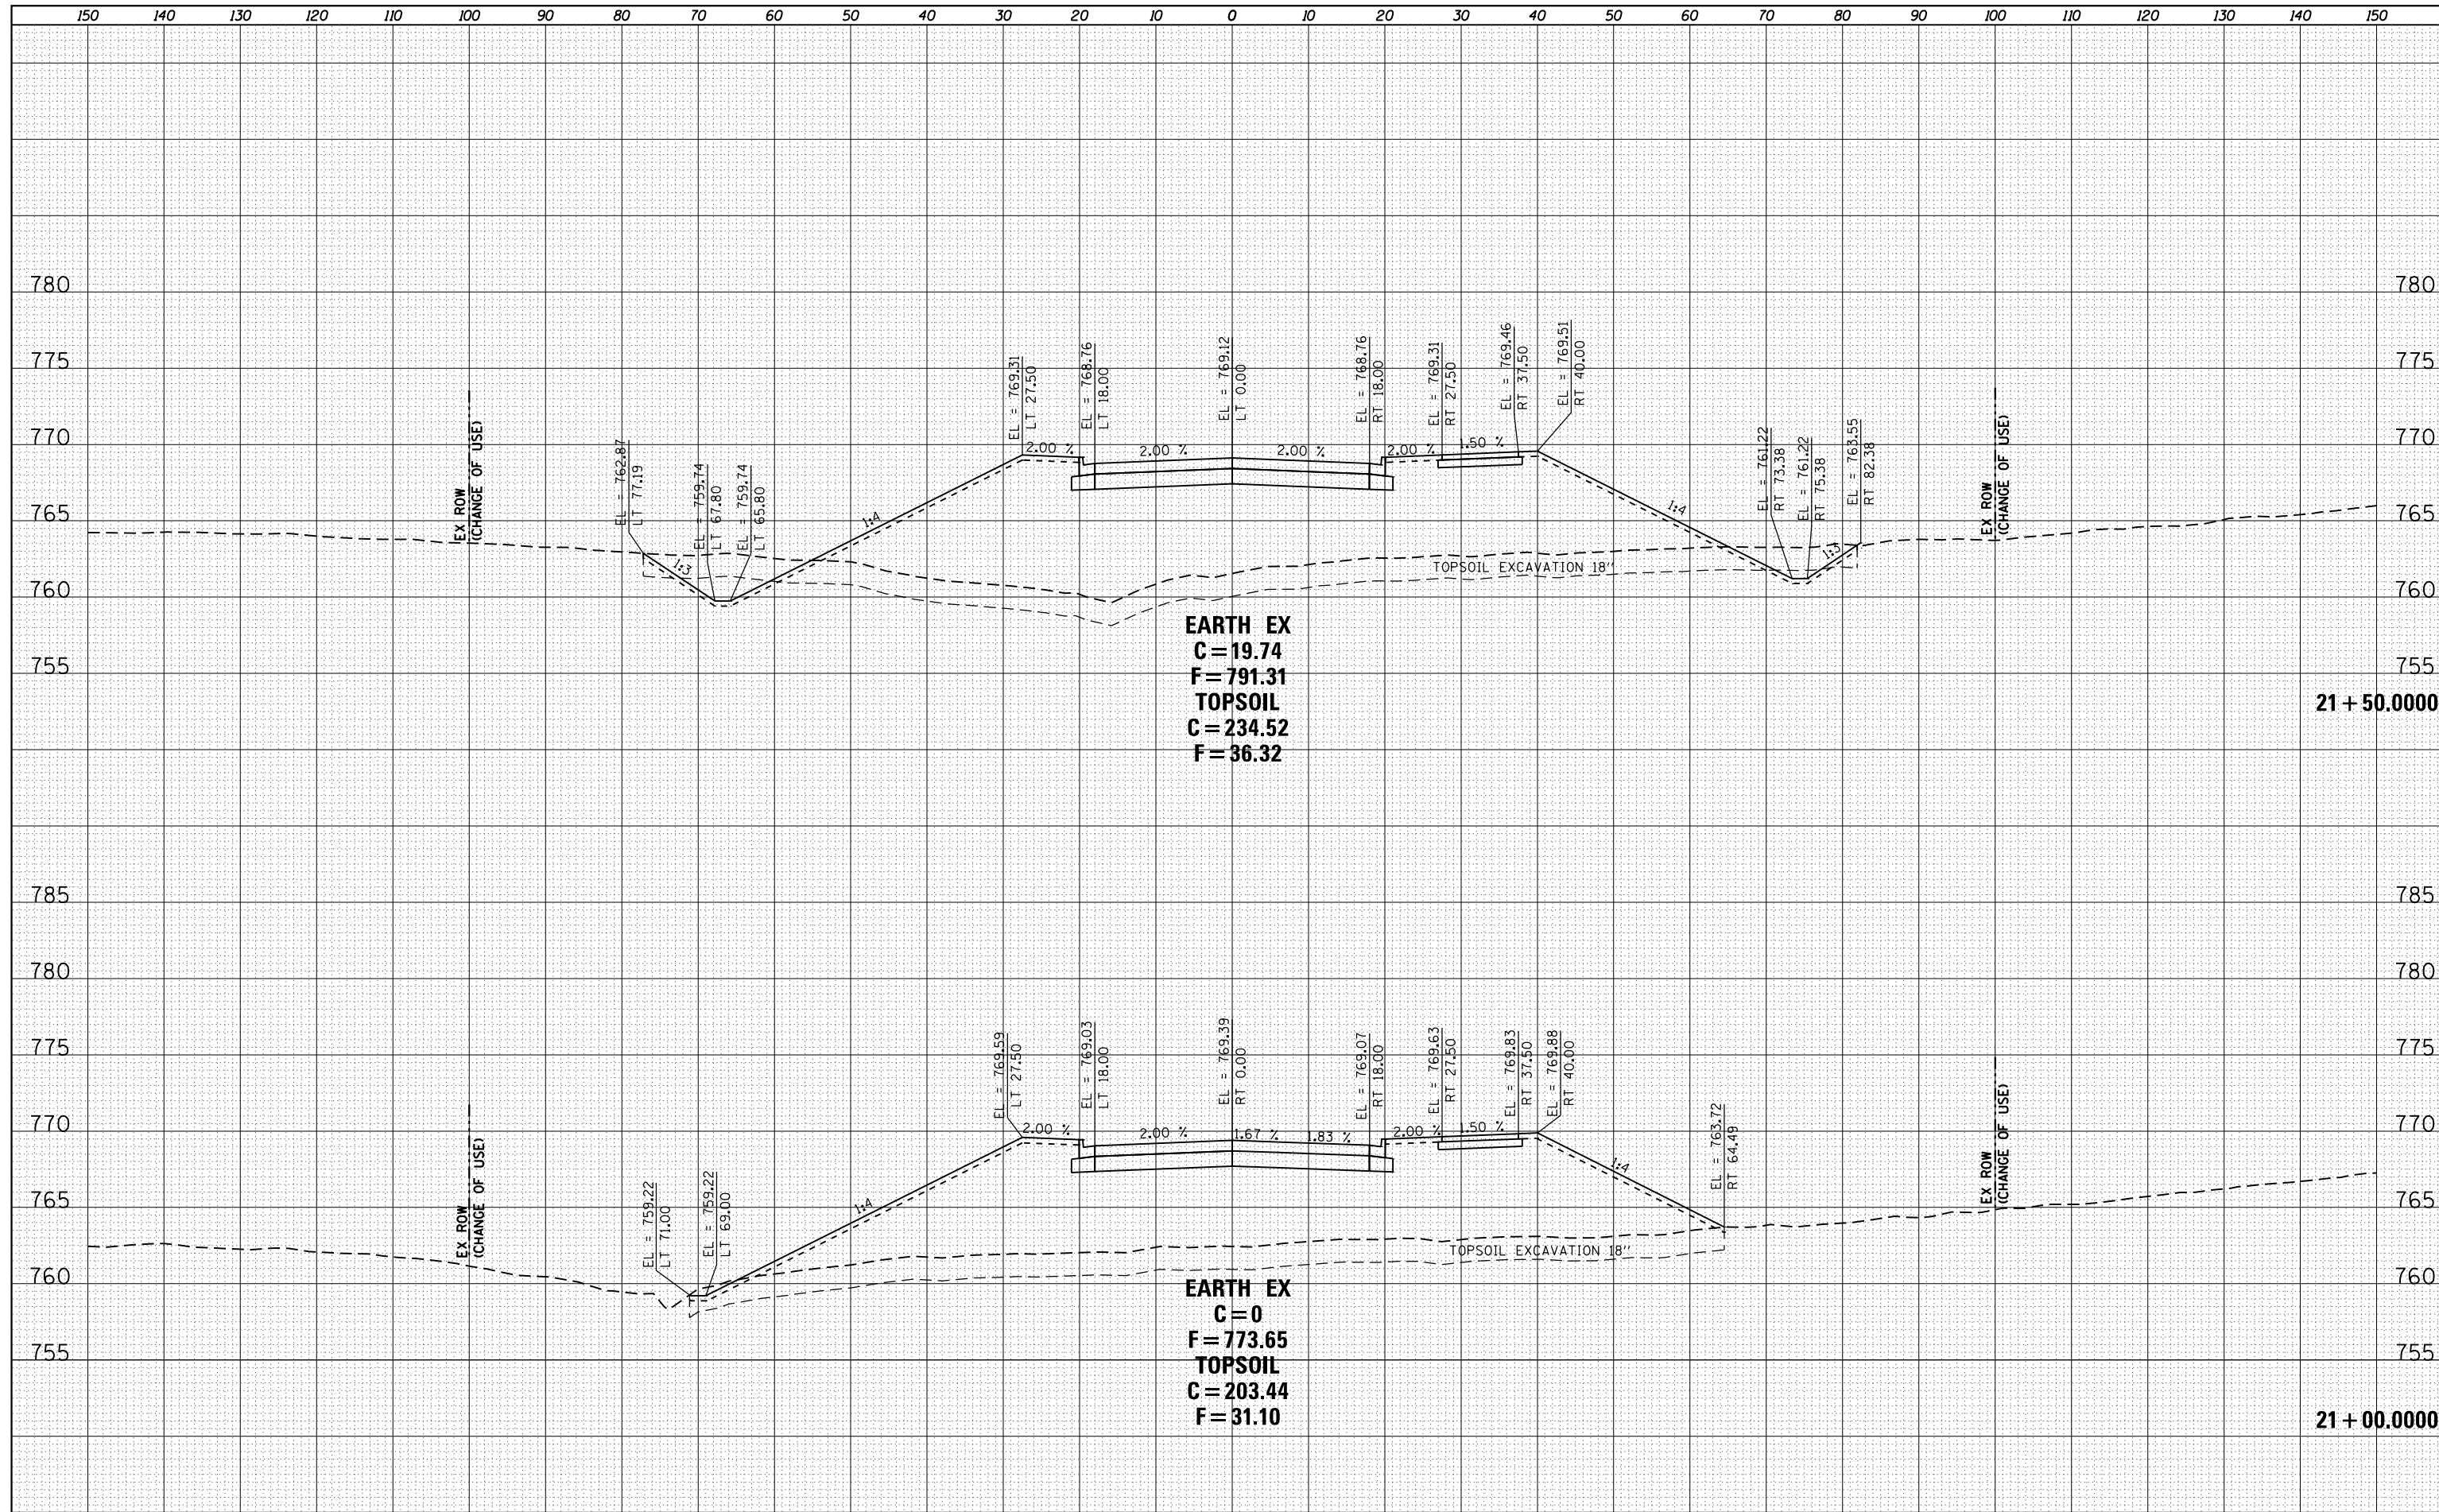 150 140 130 120 110 100 90 80 70 60 50 40 30 20 10 0 10 20 30 40 50 60 70 80 90 100 110 120 130 140 150
780 780
775 775
770 770
765 765
760 760
755 755
EX ROW
(CHANGE OF USE)
EL = 762.87
LT 77.19
EL = 759.74
LT 67.80
EL = 759.74
LT 65.80
EL = 769.31
LT 27.50
EL = 768.76
LT 18.00
EL = 769.12
LT 0.00
EL = 768.76
RT 18.00
EL = 769.31
RT 27.50
EL = 769.46
RT 37.50
EL = 769.51
RT 40.00
EL = 761.22
RT 73.38
EL = 761.22
RT 75.38
EL = 763.55
RT 82.38
EX ROW
(CHANGE OF USE)
1:3
1:4
2.00 %
2.00 %
2.00 %
2.00 %
1.50 %
1:4
1:3
TOPSOIL EXCAVATION 18"
EARTH EX
C=19.74
F=791.31
TOPSOIL
C=234.52
F=36.32
21+50.0000
785 785
780 780
775 775
770 770
765 765
760 760
755 755
EX ROW
(CHANGE OF USE)
EL = 759.22
LT 71.00
EL = 759.22
LT 69.00
EL = 769.59
LT 27.50
EL = 769.03
LT 18.00
EL = 769.39
RT 0.00
EL = 769.07
RT 18.00
EL = 769.63
RT 27.50
EL = 769.83
RT 37.50
EL = 769.88
RT 40.00
EL = 763.72
RT 64.49
EX ROW
(CHANGE OF USE)
1:4
2.00 %
2.00 %
1.67 %
1.83 %
2.00 %
1.50 %
1:4
TOPSOIL EXCAVATION 18"
EARTH EX
C=0
F=773.65
TOPSOIL
C=203.44
F=31.10
21+00.0000